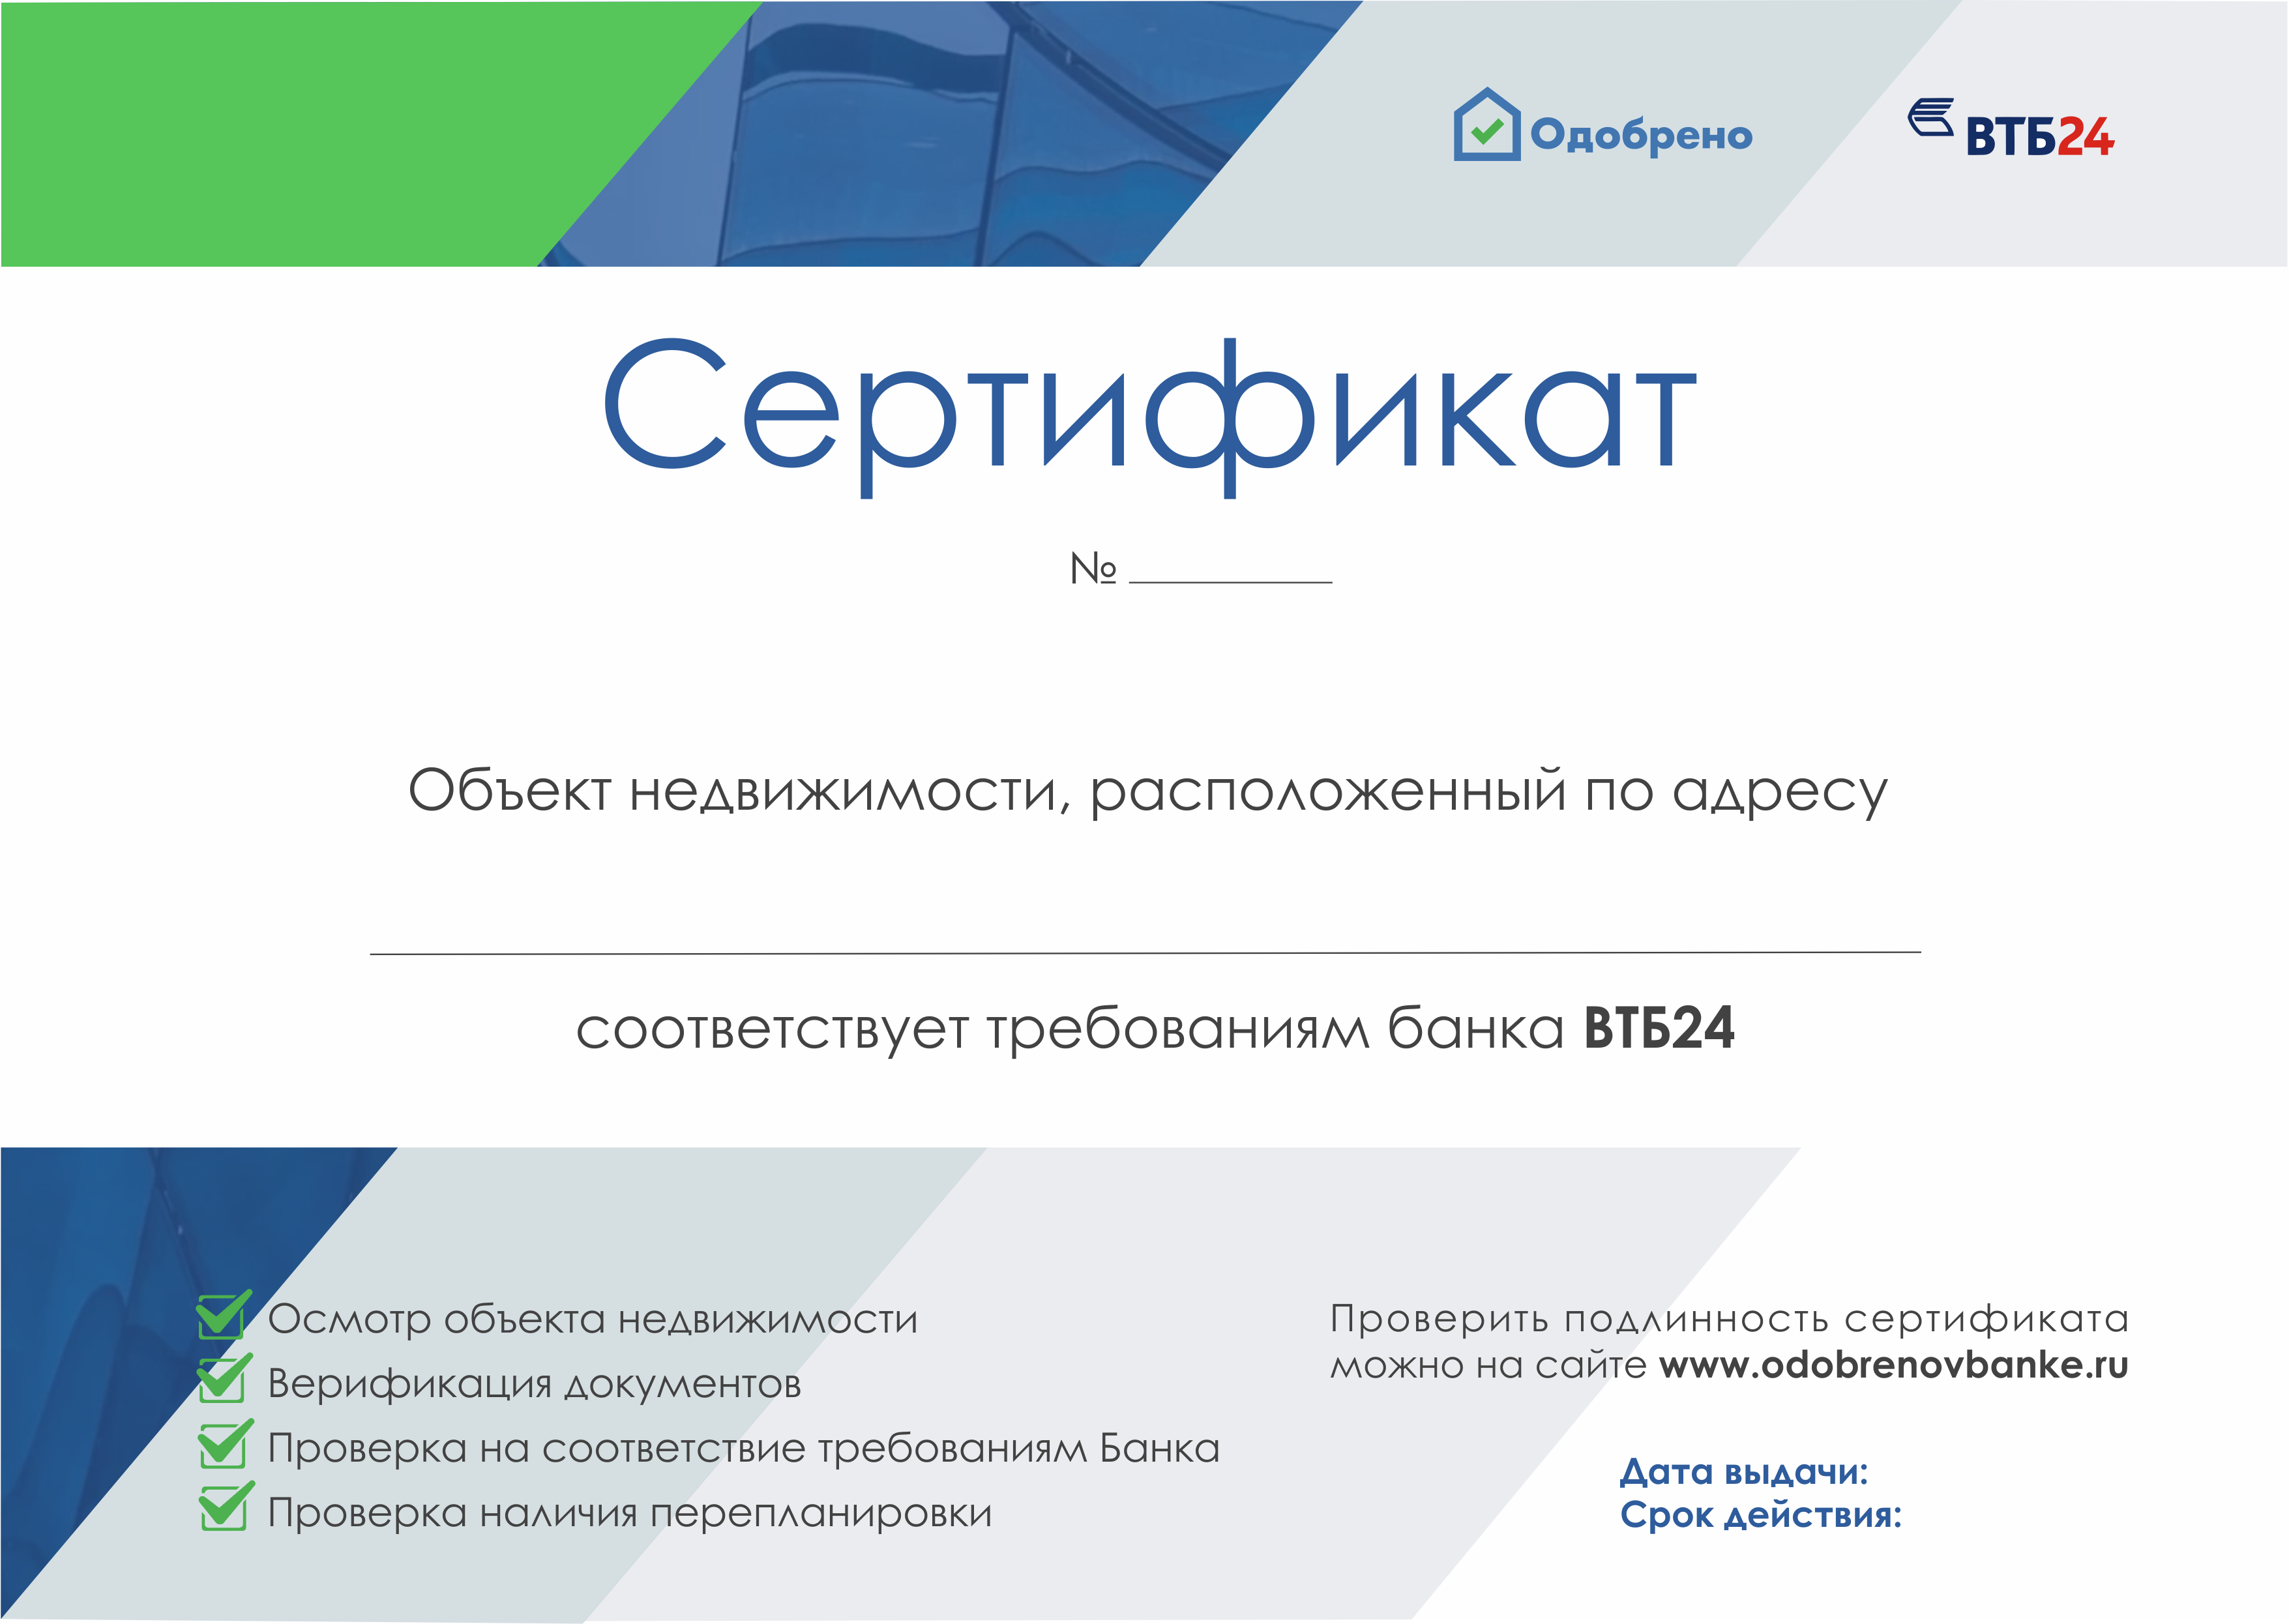 Одобрено
ВТБ24
Сертификат
№ ________
Объект недвижимости, расположенный по адресу
соответствует требованиям банка ВТБ24
Осмотр объекта недвижимости
Верификация документов
Проверка на соответствие требованиям Банка
Проверка наличия перепланировки
Проверить подлинность сертификата
можно на сайте www.odobrenovbanke.ru
Дата выдачи:
Срок действия: